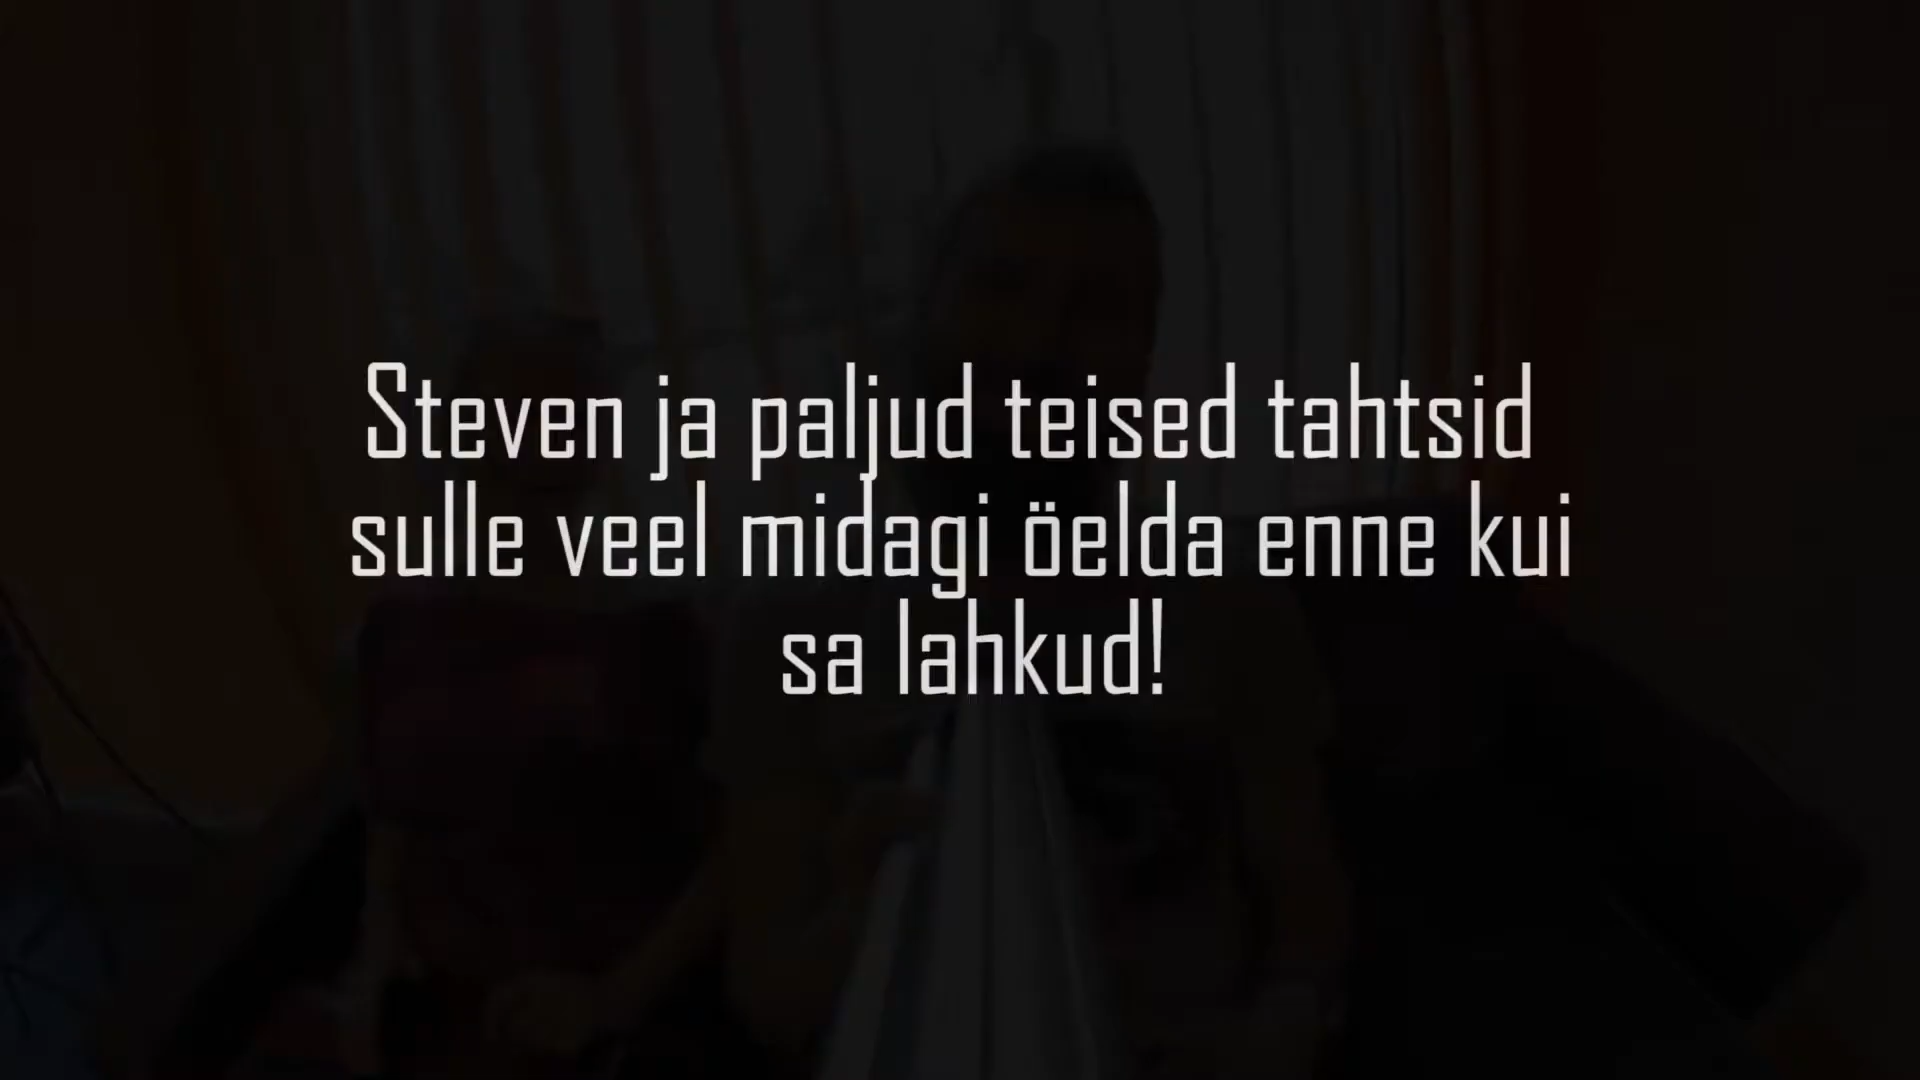 Steven ja paljud teised tahtsid
sulle veel midagi öelda enne kui
sa lahkud!